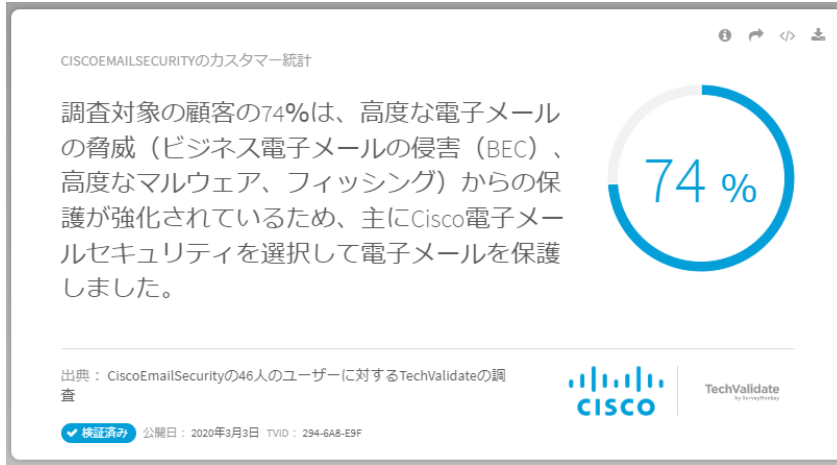 CISCOEMAILSECURITYのカスタマー統計
調査対象の顧客の74%は、高度な電子メール
の脅威（ビジネス電子メールの侵害（BEC）、
高度なマルウェア、フィッシング）からの保
護が強化されているため、主にCisco電子メー
ルセキュリティを選択して電子メールを保護
しました。
74 %
出典： CiscoEmailSecurityの46人のユーザーに対するTechValidateの調
査
CISCO
TechValidate
by SurveyMonkey
検証済み 公開日： 2020年3月3日 TVID： 294-6A8-E9F